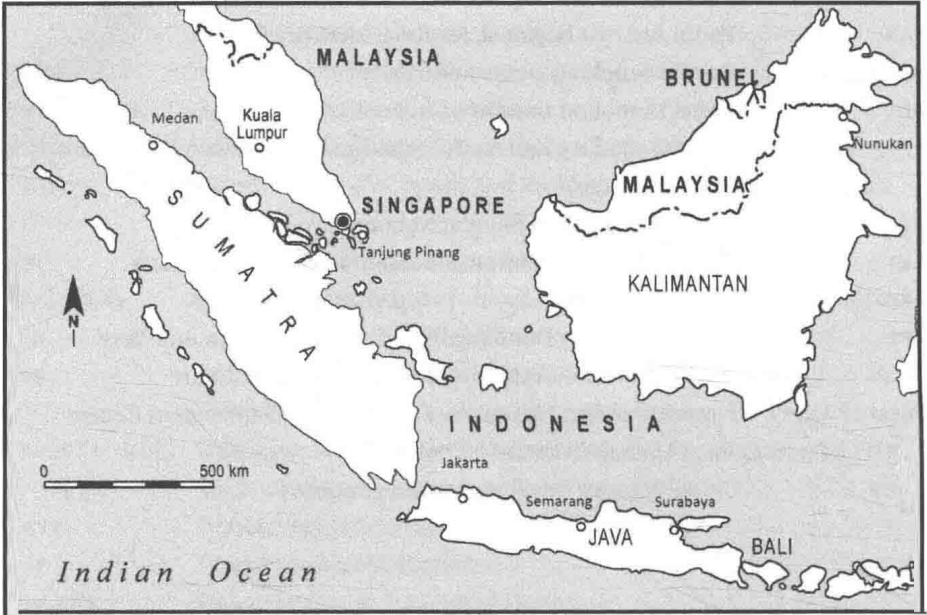 MALAYSIA
BRUNEI
Medan
Kuala
Lumpur
Nunukan
MALAYSIA
SINGAPORE
Tanjung Pinang
SUMATRA
KALIMANTAN
N
INDONESIA
0 500 km
Jakarta
Semarang
Surabaya
JAVA
BALI
Indian Ocean